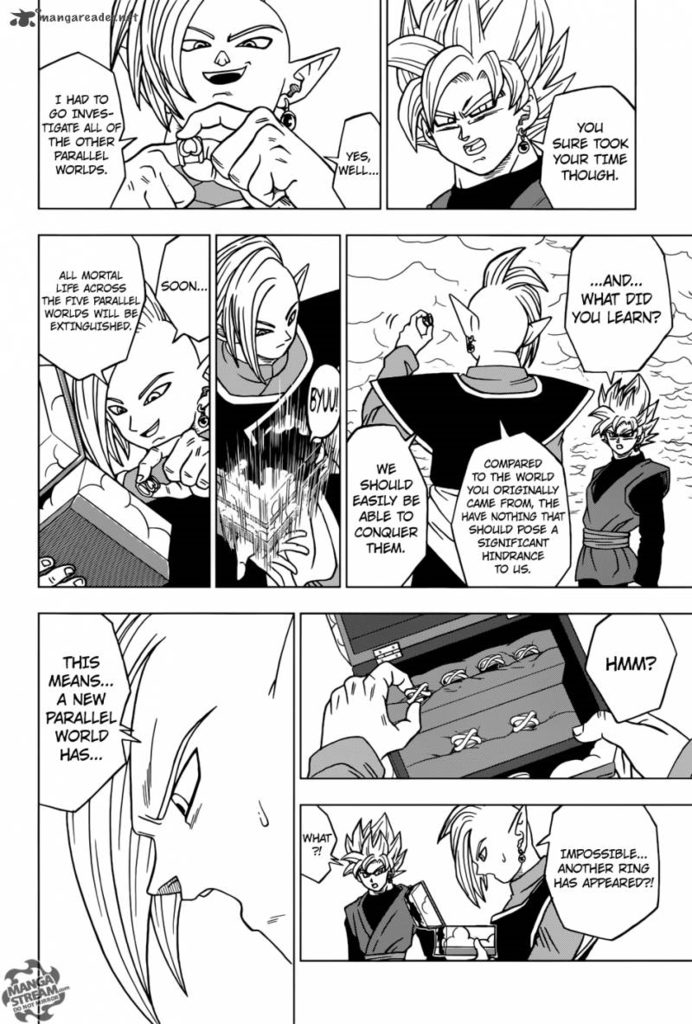 mangareader.net
YOU
SURE TOOK
YOUR TIME
THOUGH.
YES,
WELL...
I HAD TO
GO INVES-
TIGATE ALL OF
THE OTHER
PARALLEL
WORLDS.
...AND...
WHAT DID
YOU LEARN?
COMPARED
TO THE WORLD
YOU ORIGINALLY
CAME FROM, THE
HAVE NOTHING THAT
SHOULD POSE A
SIGNIFICANT
HINDRANCE
TO US.
WE
SHOULD
EASILY BE
ABLE TO
CONQUER
THEM.
BYUU!
SOON...
ALL MORTAL
LIFE ACROSS
THE FIVE PARALLEL
WORLDS WILL BE
EXTINGUISHED.
HMM?
IMPOSSIBLE...
ANOTHER RING
HAS APPEARED?!
WHAT
?!
THIS
MEANS...
A NEW
PARALLEL
WORLD
HAS...
MANGA
STREAM.com
DO NOT MIRROR